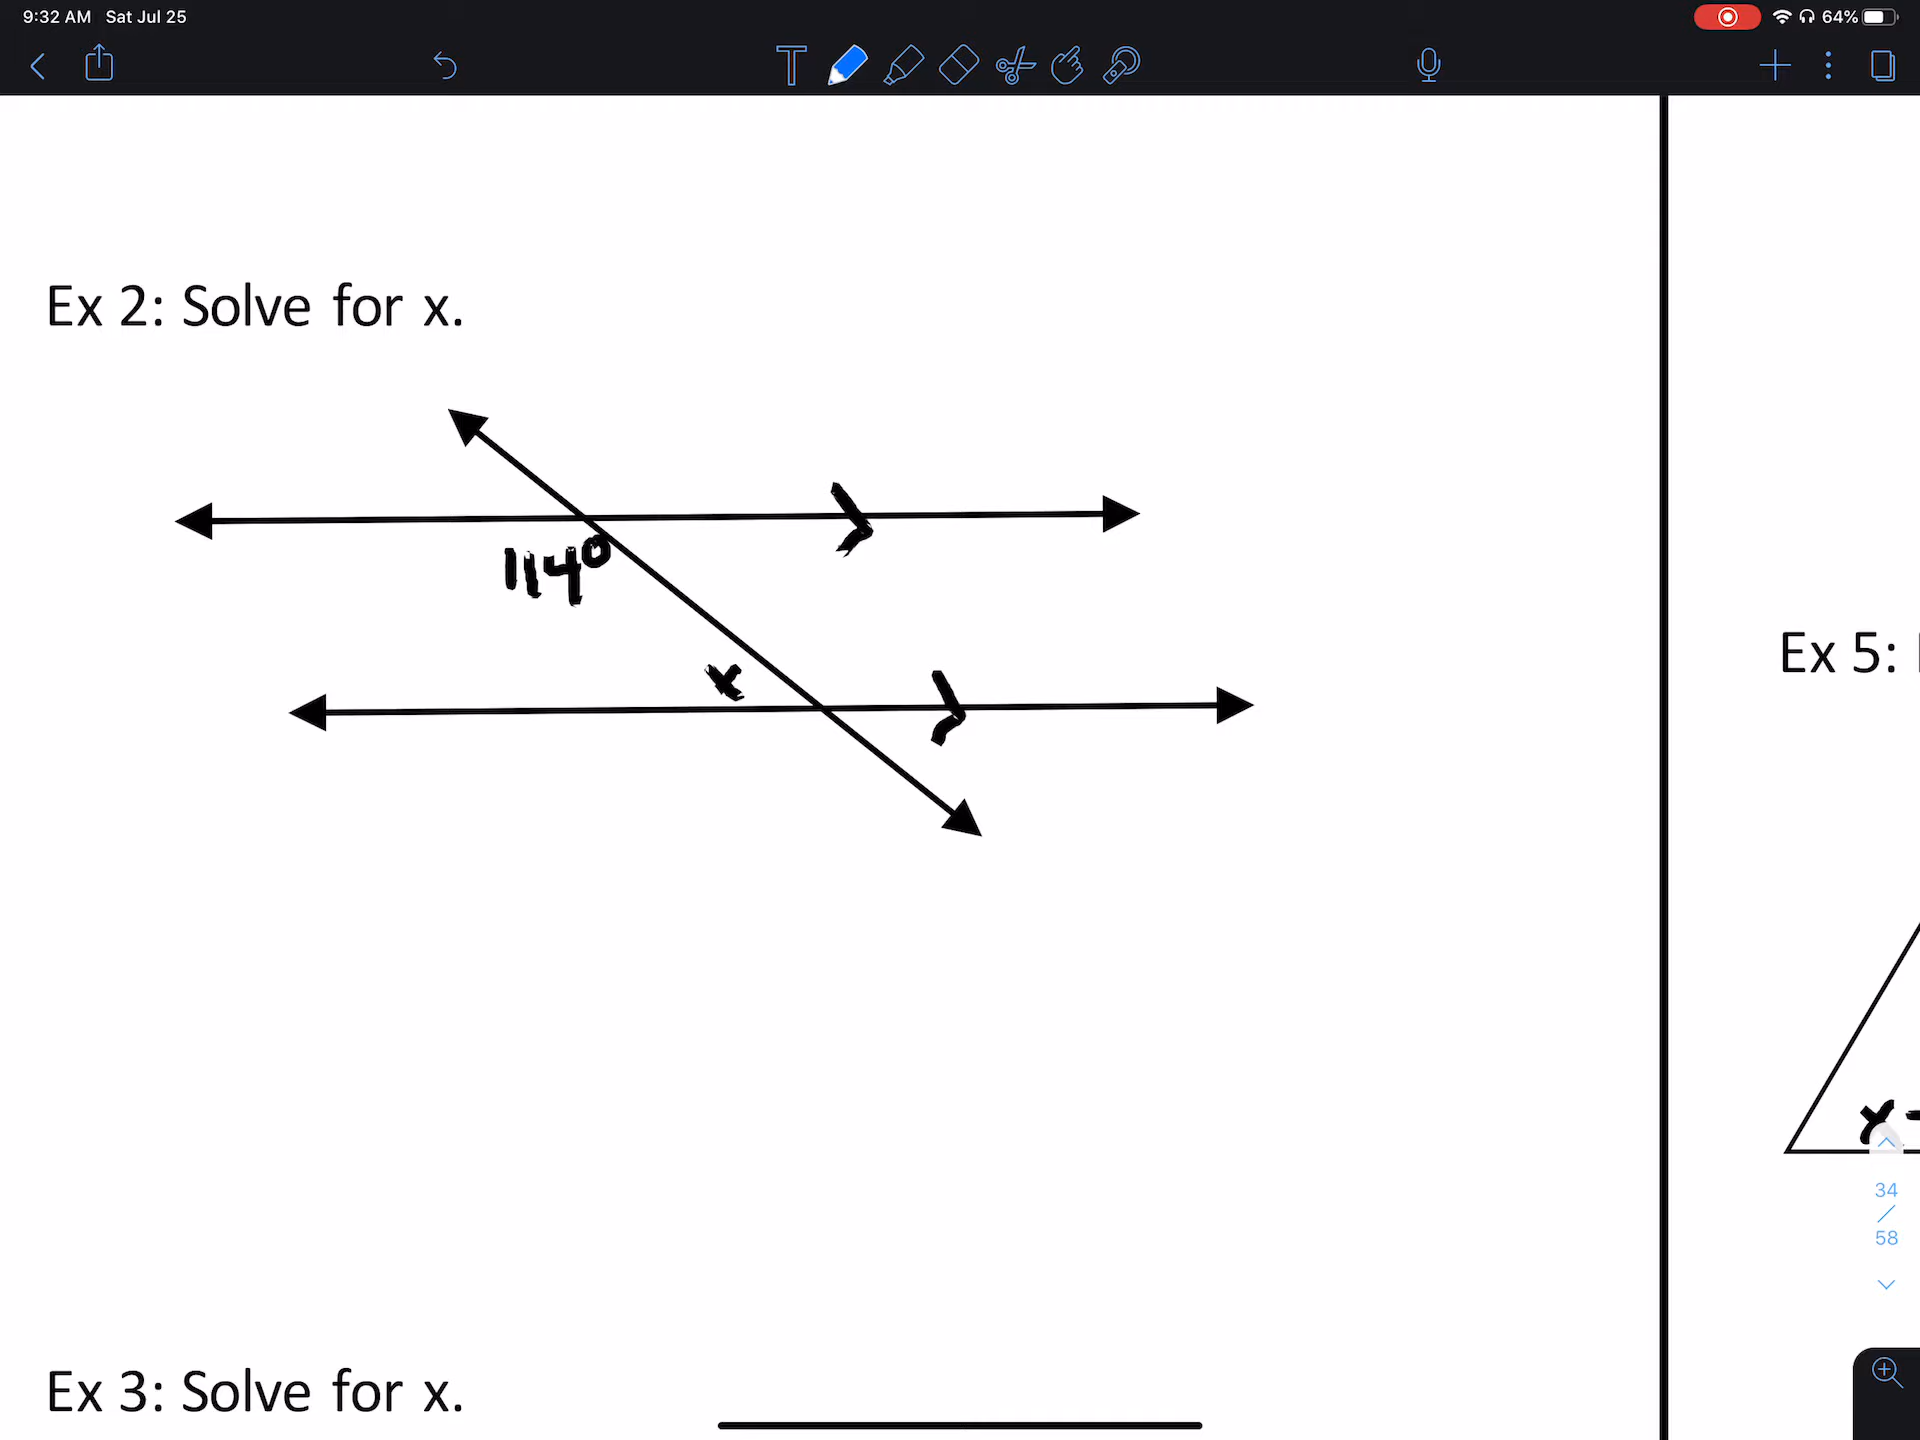 9:32 AM Sat Jul 25
64%
T
Ex 2: Solve for x.
114°
x
Ex 5:
x -
34
/
58
Ex 3: Solve for x.